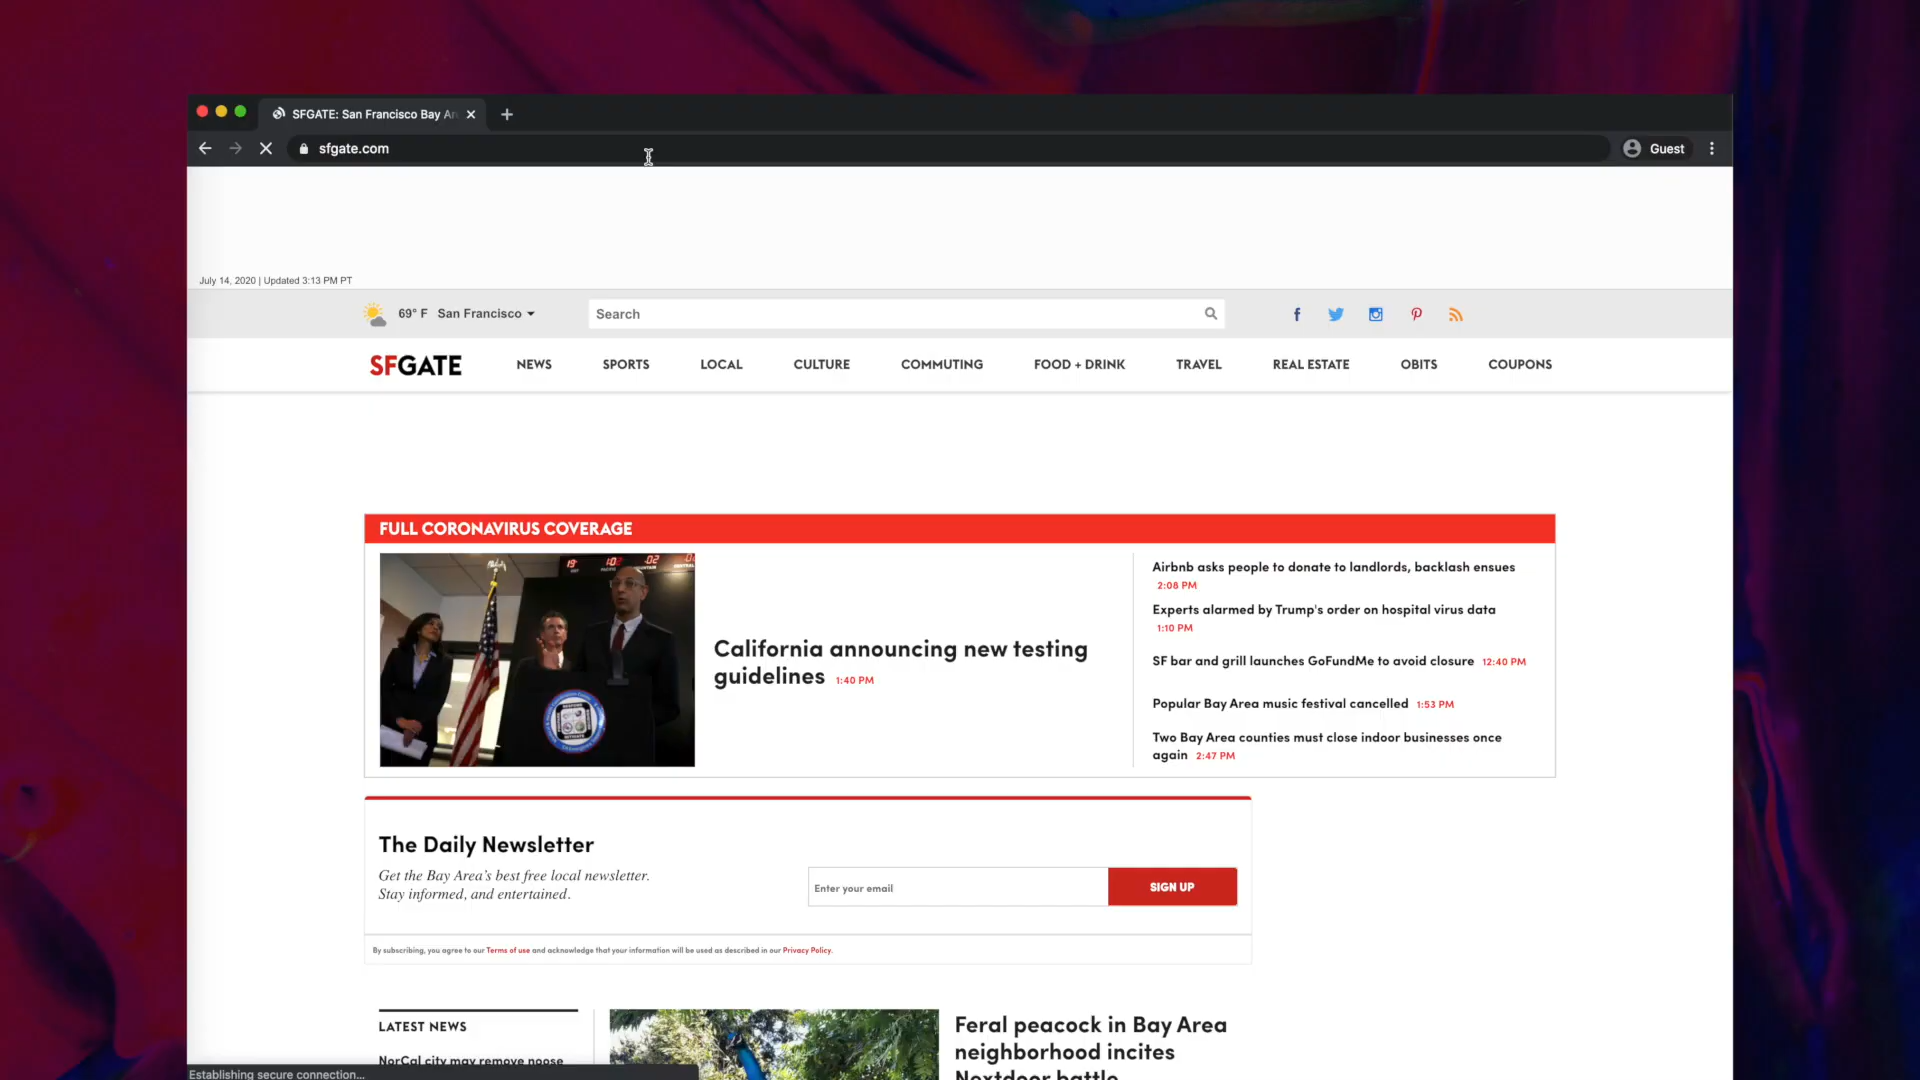 SFGATE: San Francisco Bay Ar
sfgate.com
Guest
July 14, 2020 | Updated 3:13 PM PT
69° F San Francisco
Search
SFGATE
NEWS SPORTS LOCAL CULTURE COMMUTING FOOD + DRINK TRAVEL REAL ESTATE OBITS COUPONS
FULL CORONAVIRUS COVERAGE
California announcing new testing
guidelines 1:40 PM
Airbnb asks people to donate to landlords, backlash ensues
2:08 PM
Experts alarmed by Trump's order on hospital virus data
1:10 PM
SF bar and grill launches GoFundMe to avoid closure 12:40 PM
Popular Bay Area music festival cancelled 1:53 PM
Two Bay Area counties must close indoor businesses once
again 2:47 PM
The Daily Newsletter
Get the Bay Area's best free local newsletter.
Stay informed, and entertained.
Enter your email
SIGN UP
By subscribing, you agree to our Terms of use and acknowledge that your information will be used as described in our Privacy Policy.
LATEST NEWS
NorCal city may remove noose
Feral peacock in Bay Area
neighborhood incites
Nextdoor battle
Establishing secure connection...